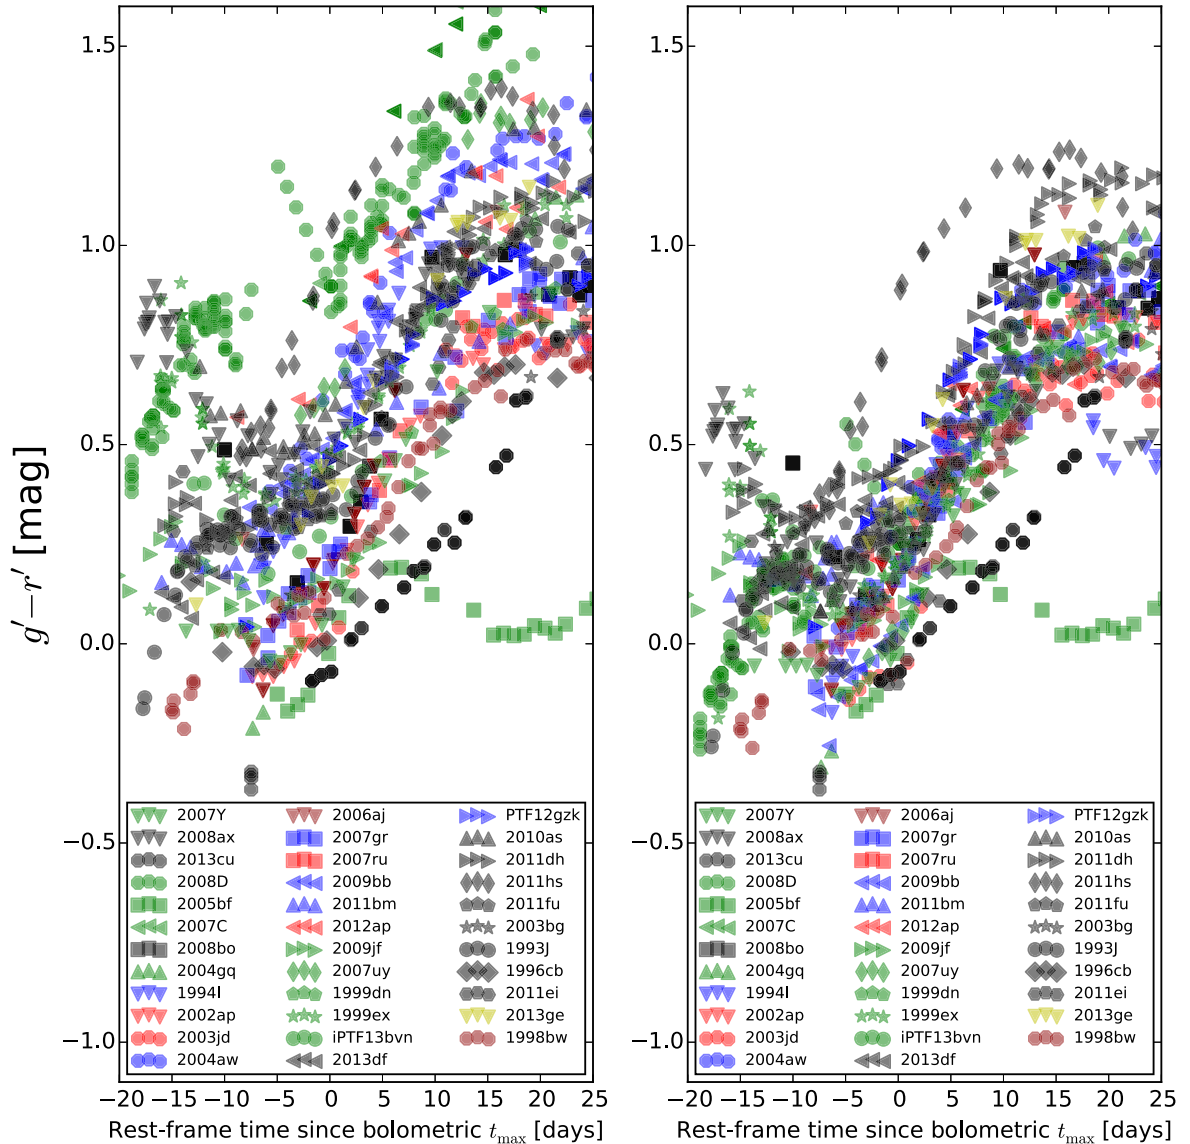 1.5
1.0
0.5
0.0
−0.5
−1.0
g′−r′ [mag]
2007Y 2006aj PTF12gzk
2008ax 2007gr 2010as
2013cu 2007ru 2011dh
2008D 2009bb 2011hs
2005bf 2011bm 2011fu
2007C 2012ap 2003bg
2008bo 2009jf 1993J
2004gq 2007uy 1996cb
1994I 1999dn 2011ei
2002ap 1999ex 2013ge
2003jd iPTF13bvn 1998bw
2004aw 2013df
−20 −15 −10 −5 0 5 10 15 20 25
Rest-frame time since bolometric tmax [days]
1.5
1.0
0.5
0.0
−0.5
−1.0
2007Y 2006aj PTF12gzk
2008ax 2007gr 2010as
2013cu 2007ru 2011dh
2008D 2009bb 2011hs
2005bf 2011bm 2011fu
2007C 2012ap 2003bg
2008bo 2009jf 1993J
2004gq 2007uy 1996cb
1994I 1999dn 2011ei
2002ap 1999ex 2013ge
2003jd iPTF13bvn 1998bw
2004aw 2013df
−20 −15 −10 −5 0 5 10 15 20 25
Rest-frame time since bolometric tmax [days]